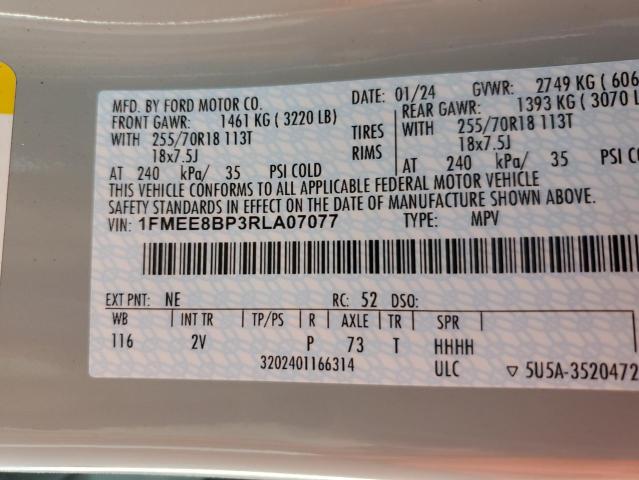 MFD. BY FORD MOTOR CO. DATE: 01/24 GVWR: 2749 KG ( 606
FRONT GAWR: 1461 KG ( 3220 LB) REAR GAWR: 1393 KG ( 3070 L
WITH 255/70R18 113T TIRES WITH 255/70R18 113T
18x7.5J RIMS 18x7.5J
AT 240 kPa/ 35 PSI COLD AT 240 kPa/ 35 PSI CO
THIS VEHICLE CONFORMS TO ALL APPLICABLE FEDERAL MOTOR VEHICLE
SAFETY STANDARDS IN EFFECT ON THE DATE OF MANUFACTURE SHOWN ABOVE.
VIN: 1FMEE8BP3RLA07077 TYPE: MPV
EXT PNT: NE RC: 52 DSO:
WB INT TR TP/PS R AXLE TR SPR
116 2V P 73 T HHHH
3202401166314 ULC ▽ 5U5A-3520472